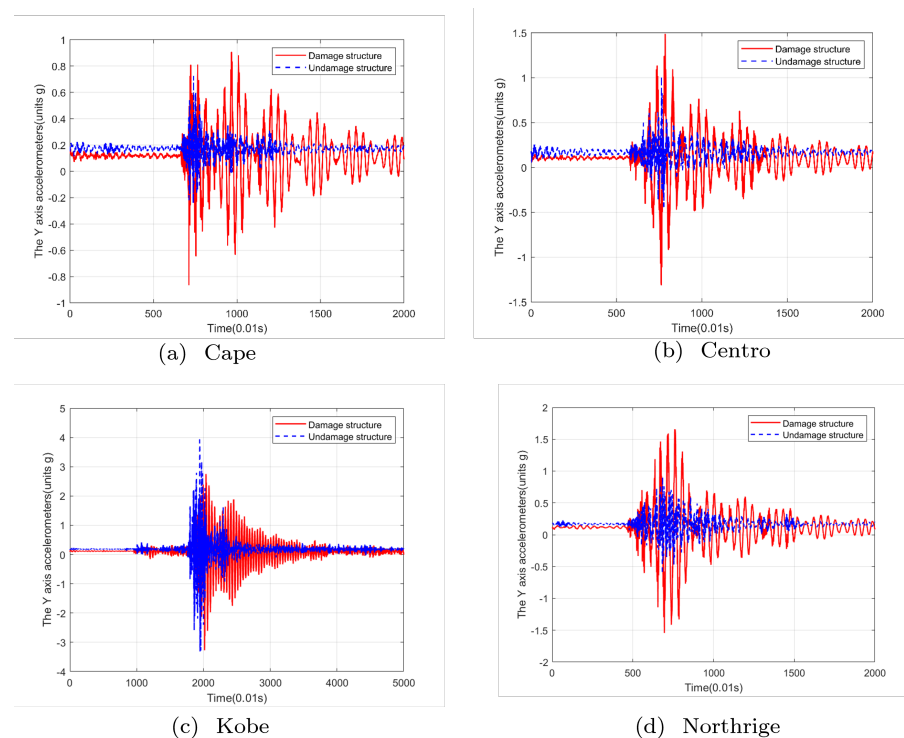 The Y axis accelerometers(units g)
1
0.8
0.6
0.4
0.2
0
-0.2
-0.4
-0.6
-0.8
-1
Damage structure
Undamage structure
0 500 1000 1500 2000
Time(0.01s)
(a) Cape
The Y axis accelerometers(units g)
1.5
1
0.5
0
-0.5
-1
-1.5
Damage structure
Undamage structure
0 500 1000 1500 2000
Time(0.01s)
(b) Centro
The Y axis accelerometers(units g)
5
4
3
2
1
0
-1
-2
-3
-4
Damage structure
Undamage structure
0 1000 2000 3000 4000 5000
Time(0.01s)
(c) Kobe
The Y axis accelerometers(units g)
2
1.5
1
0.5
0
-0.5
-1
-1.5
-2
Damage structure
Undamage structure
0 500 1000 1500 2000
Time(0.01s)
(d) Northrige